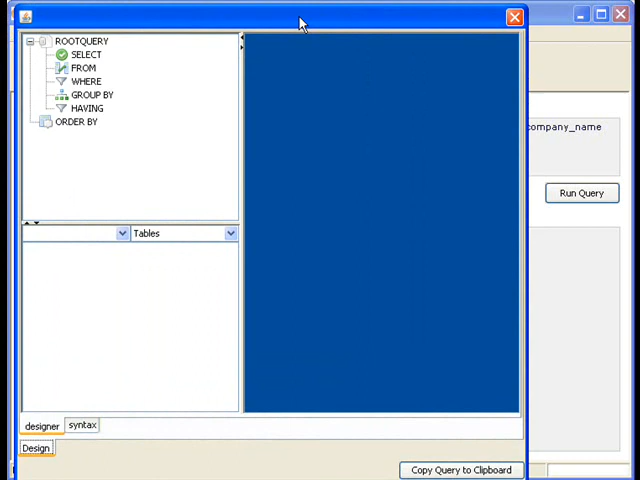 ROOTQUERY
SELECT
FROM
WHERE
GROUP BY
HAVING
ORDER BY
company_name
Run Query
Tables
designer syntax
Design
Copy Query to Clipboard